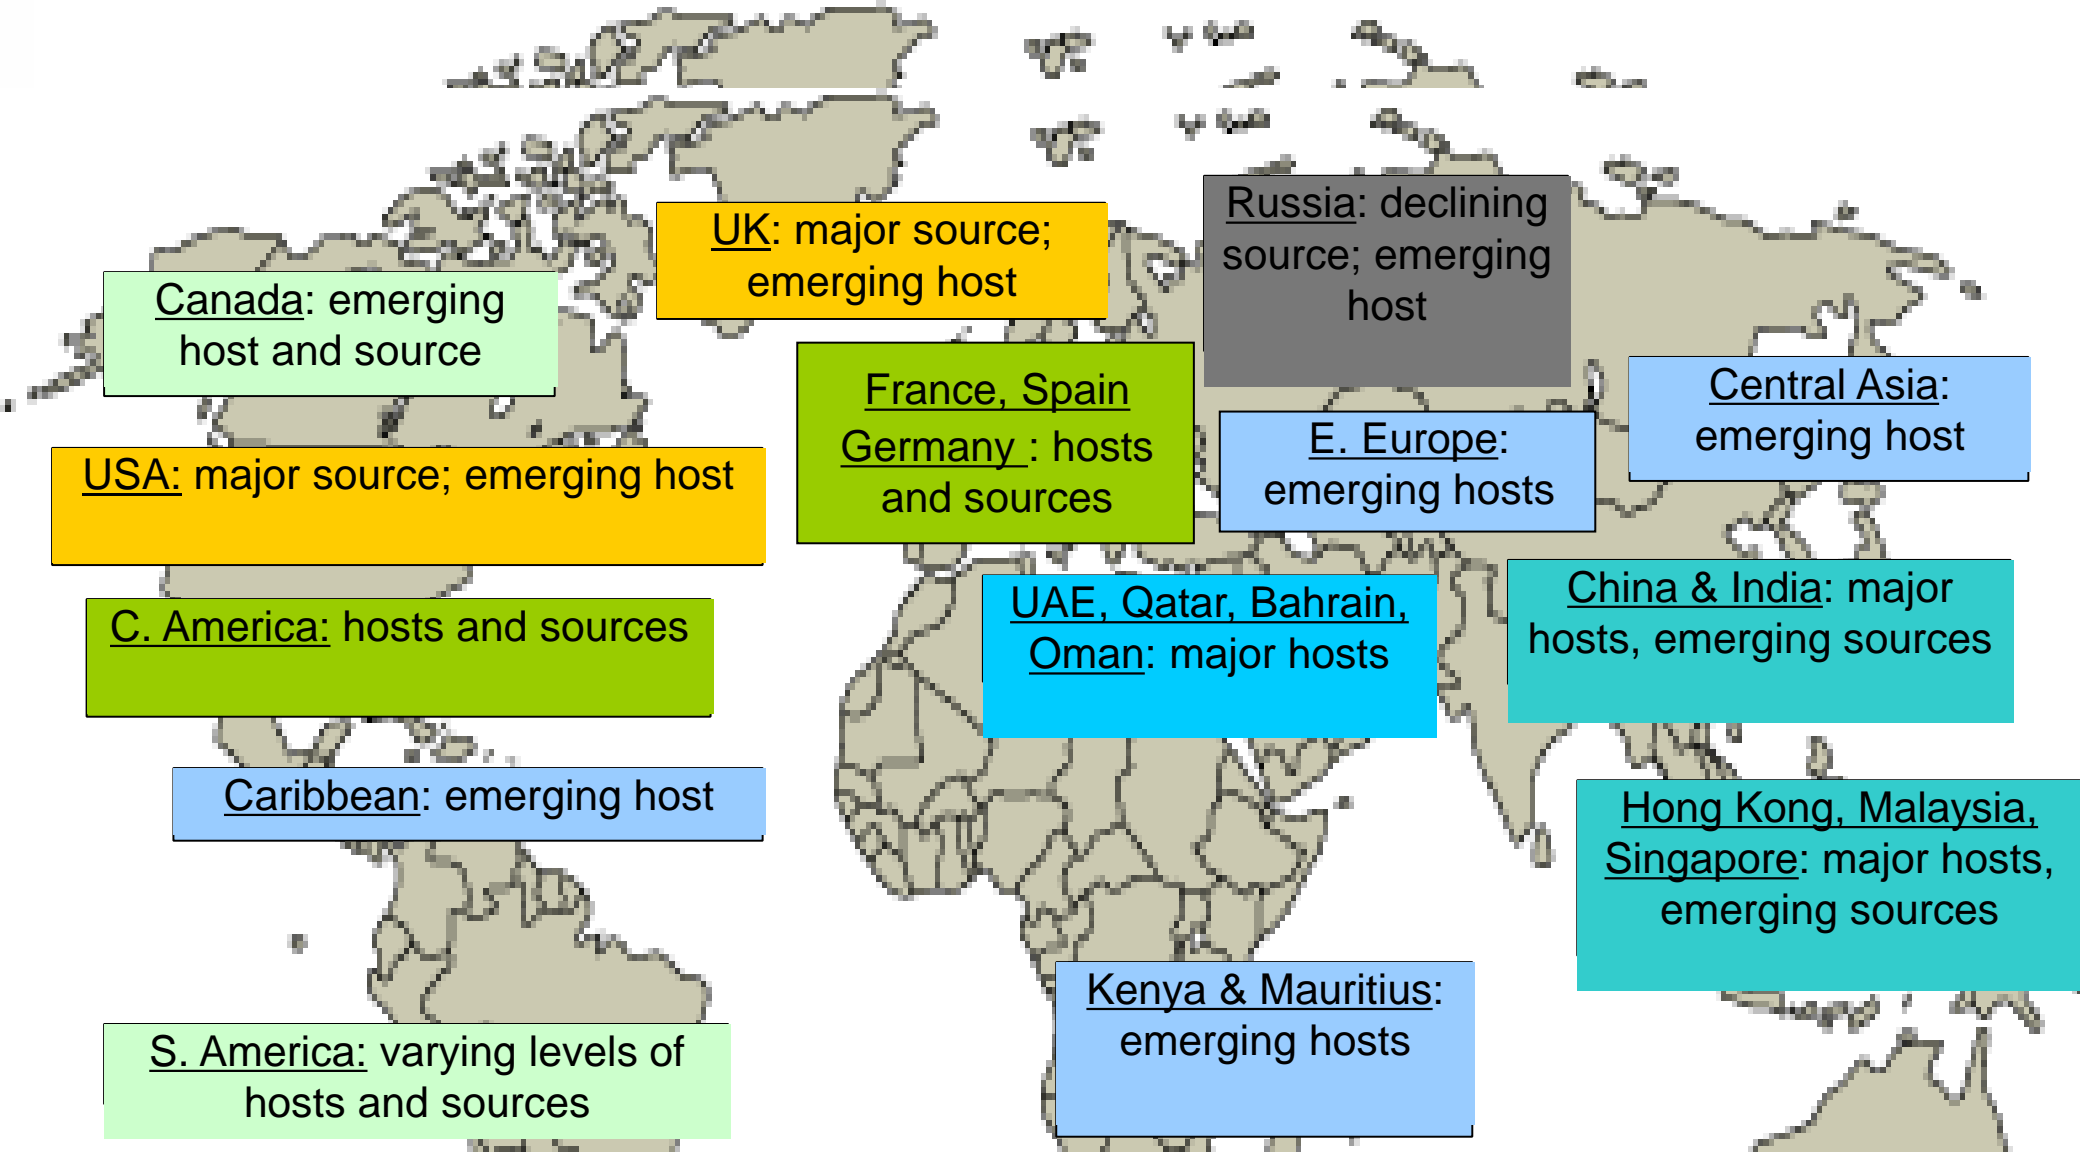 UK: major source;
emerging host
Russia: declining
source; emerging
host
Canada: emerging
host and source
France, Spain
Germany : hosts
and sources
Central Asia:
emerging host
E. Europe:
emerging hosts
USA: major source; emerging host
UAE, Qatar, Bahrain,
Oman: major hosts
China & India: major
hosts, emerging sources
C. America: hosts and sources
Caribbean: emerging host
Hong Kong, Malaysia,
Singapore: major hosts,
emerging sources
Kenya & Mauritius:
emerging hosts
S. America: varying levels of
hosts and sources